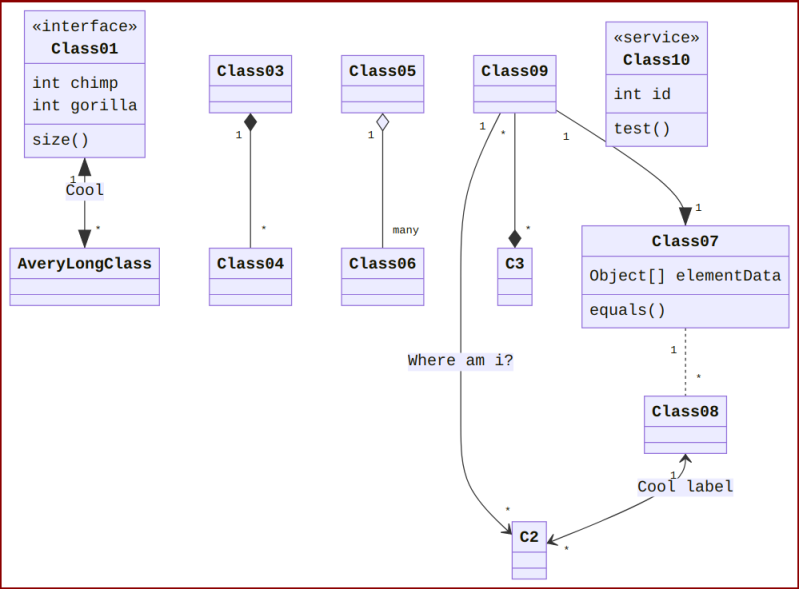 «interface»
Class01
int chimp
int gorilla
size()
1
Cool
*
AveryLongClass
Class03
1
*
Class04
Class05
1
many
Class06
Class09
1
*
1
*
C3
Where am i?
*
C2
«service»
Class10
int id
test()
1
Class07
Object[] elementData
equals()
1
*
Class08
1
Cool label
*